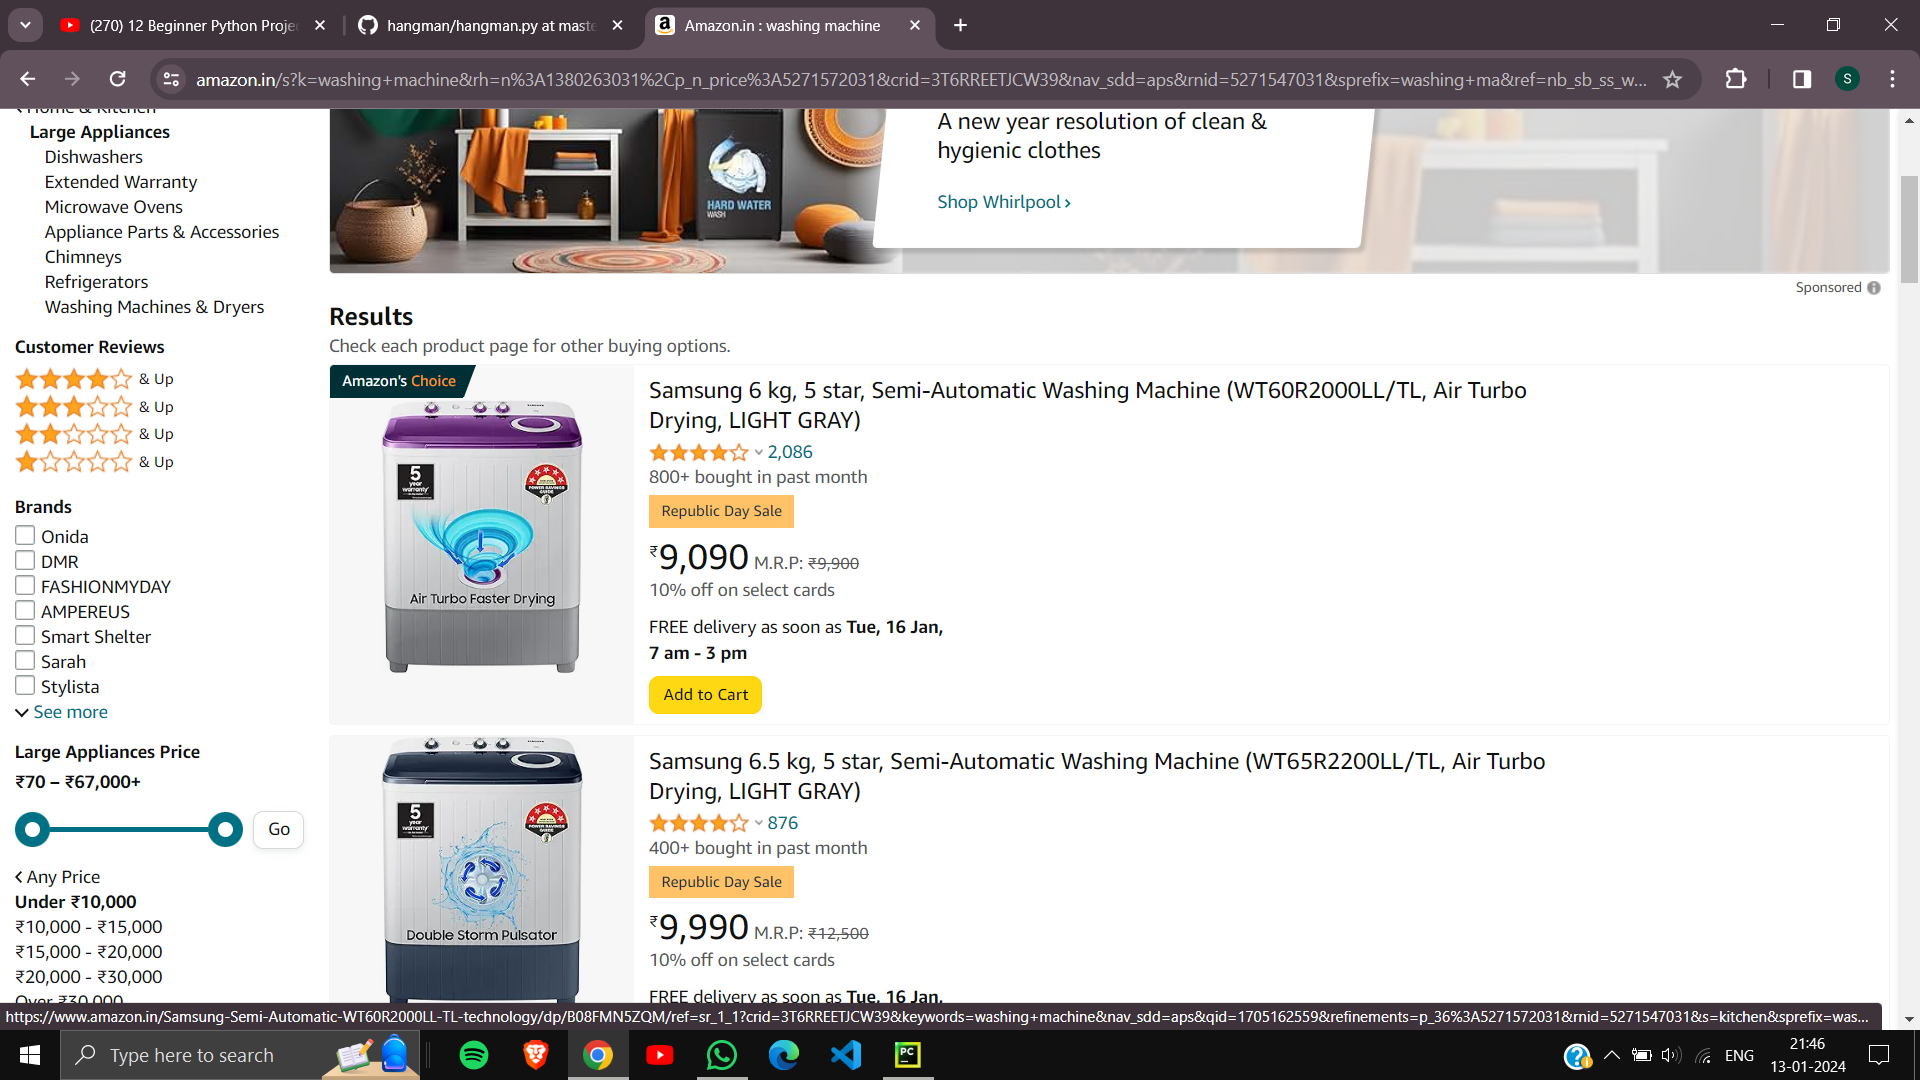 (270) 12 Beginner Python Proje
hangman/hangman.py at maste
Amazon.in : washing machine
amazon.in/s?k=washing+machine&rh=n%3A1380263031%2Cp_n_price%3A5271572031&crid=3T6RREETJCW39&nav_sdd=aps&rnid=5271547031&sprefix=washing+ma&ref=nb_sb_ss_w...
S
Home & Kitchen
Large Appliances
Dishwashers
Extended Warranty
Microwave Ovens
Appliance Parts & Accessories
Chimneys
Refrigerators
Washing Machines & Dryers
Customer Reviews
& Up
& Up
& Up
& Up
Brands
Onida
DMR
FASHIONMYDAY
AMPEREUS
Smart Shelter
Sarah
Stylista
See more
Large Appliances Price
₹70 – ₹67,000+
Go
Any Price
Under ₹10,000
₹10,000 - ₹15,000
₹15,000 - ₹20,000
₹20,000 - ₹30,000
Over ₹30,000
HARD WATER
WASH
A new year resolution of clean &
hygienic clothes
Shop Whirlpool ›
Sponsored
Results
Check each product page for other buying options.
Amazon's Choice
5
year
warranty
POWER SAVINGS
GUIDE
Air Turbo Faster Drying
Samsung 6 kg, 5 star, Semi-Automatic Washing Machine (WT60R2000LL/TL, Air Turbo
Drying, LIGHT GRAY)
2,086
800+ bought in past month
Republic Day Sale
₹9,090 M.R.P: ₹9,900
10% off on select cards
FREE delivery as soon as Tue, 16 Jan,
7 am - 3 pm
Add to Cart
5
year
warranty
POWER SAVINGS
GUIDE
Double Storm Pulsator
Samsung 6.5 kg, 5 star, Semi-Automatic Washing Machine (WT65R2200LL/TL, Air Turbo
Drying, LIGHT GRAY)
876
400+ bought in past month
Republic Day Sale
₹9,990 M.R.P: ₹12,500
10% off on select cards
FREE delivery as soon as Tue, 16 Jan,
https://www.amazon.in/Samsung-Semi-Automatic-WT60R2000LL-TL-technology/dp/B08FMN5ZQM/ref=sr_1_1?crid=3T6RREETJCW39&keywords=washing+machine&nav_sdd=aps&qid=1705162559&refinements=p_36%3A5271572031&rnid=5271547031&s=kitchen&sprefix=was...
Type here to search
PC
ENG
21:46
13-01-2024